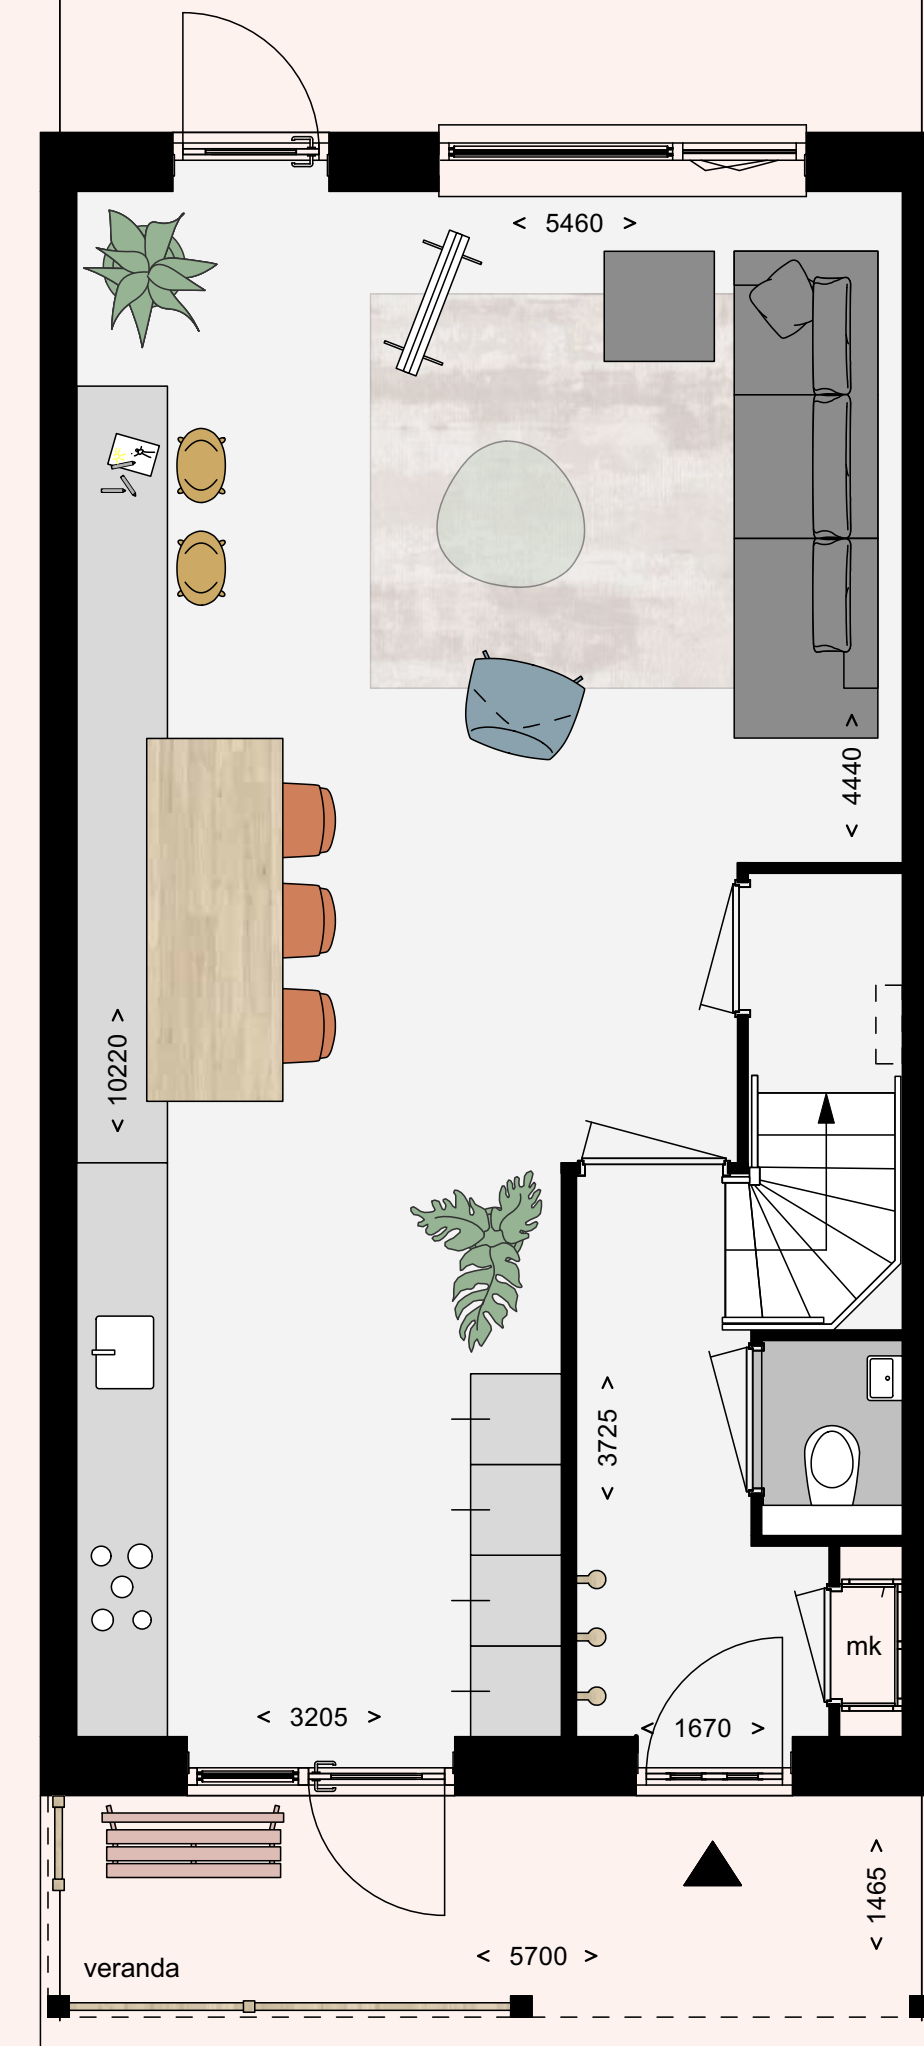 < 5460 >
< 4440 >
< 10220 >
< 3725 >
mk
< 3205 >
< 1670 >
< 1465 >
< 5700 >
veranda